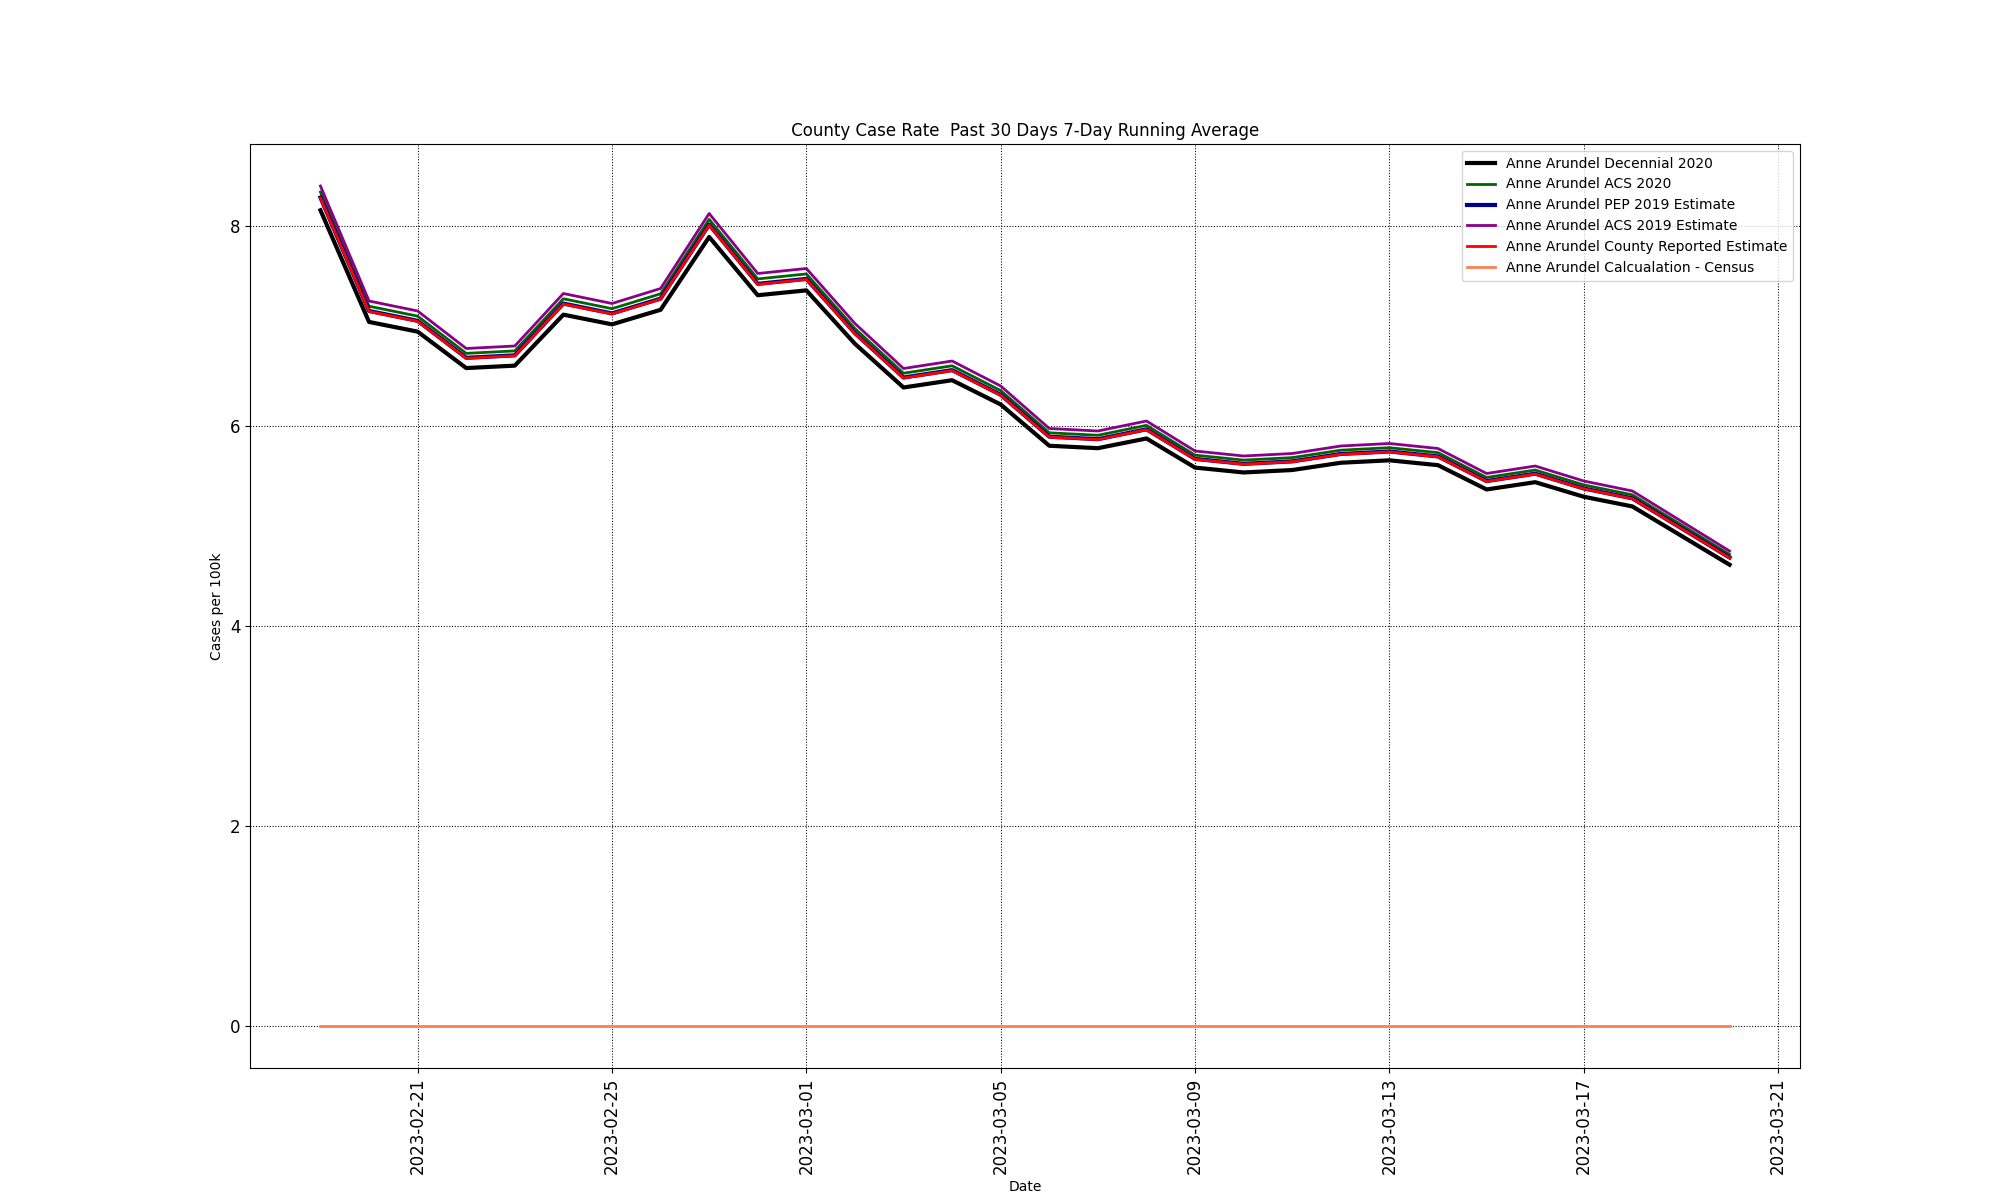 County Case Rate  Past 30 Days 7-Day Running Average
Anne Arundel Decennial 2020
Anne Arundel ACS 2020
Anne Arundel PEP 2019 Estimate
Anne Arundel ACS 2019 Estimate
Anne Arundel County Reported Estimate
Anne Arundel Calcualation - Census
Cases per 100k
8
6
4
2
0
2023-02-21
2023-02-25
2023-03-01
2023-03-05
2023-03-09
2023-03-13
2023-03-17
2023-03-21
Date